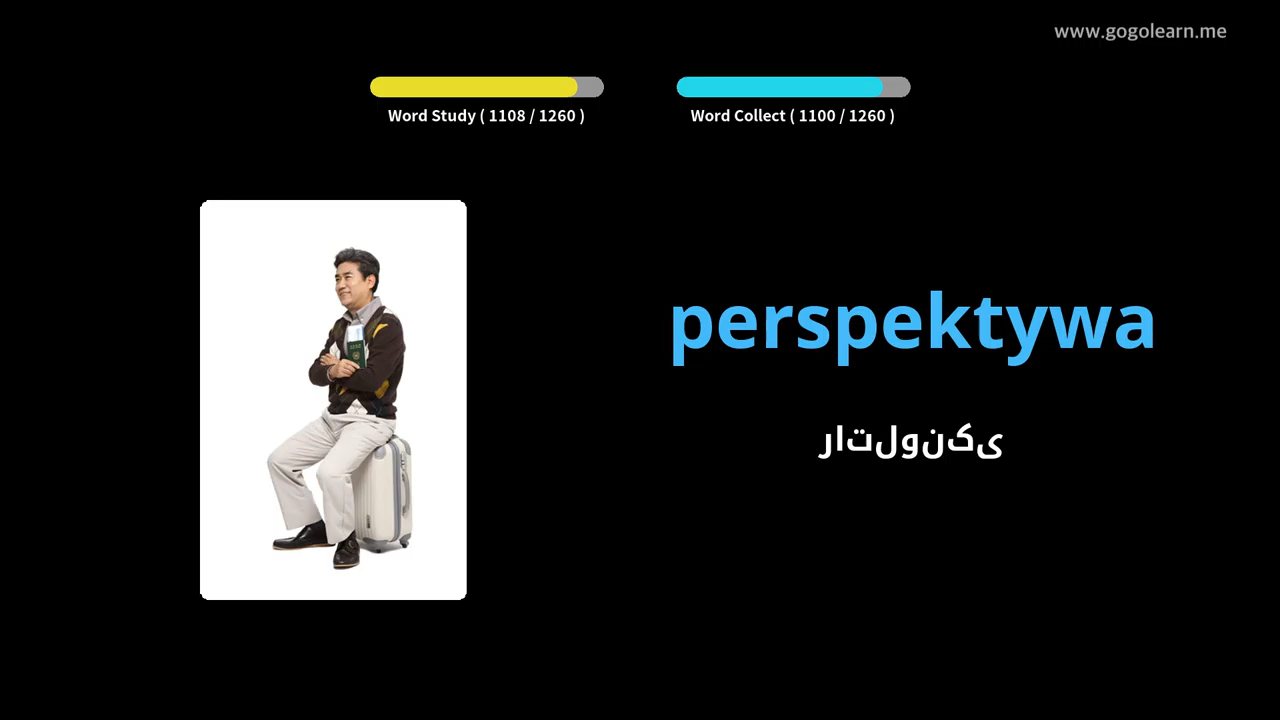 www.gogolearn.me
Word Study ( 1108 / 1260 )
Word Collect ( 1100 / 1260 )
perspektywa
راتلونکی